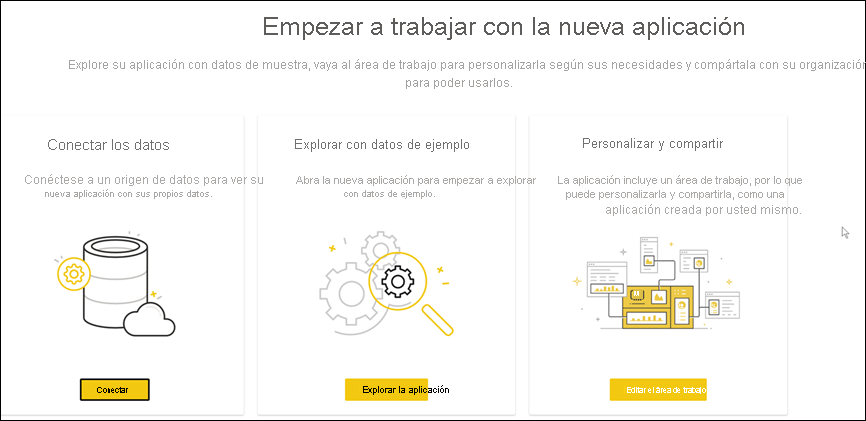 Empezar a trabajar con la nueva aplicación
Explore su aplicación con datos de muestra, vaya al área de trabajo para personalizarla según sus necesidades y compártala con su organización
para poder usarlos.
Conectar los datos
Conéctese a un origen de datos para ver su
nueva aplicación con sus propios datos.
Conectar
Explorar con datos de ejemplo
Abra la nueva aplicación para empezar a explorar
con datos de ejemplo.
Explorar la aplicación
Personalizar y compartir
La aplicación incluye un área de trabajo, por lo que
puede personalizarla y compartirla, como una
aplicación creada por usted mismo.
Editar el área de trabajo